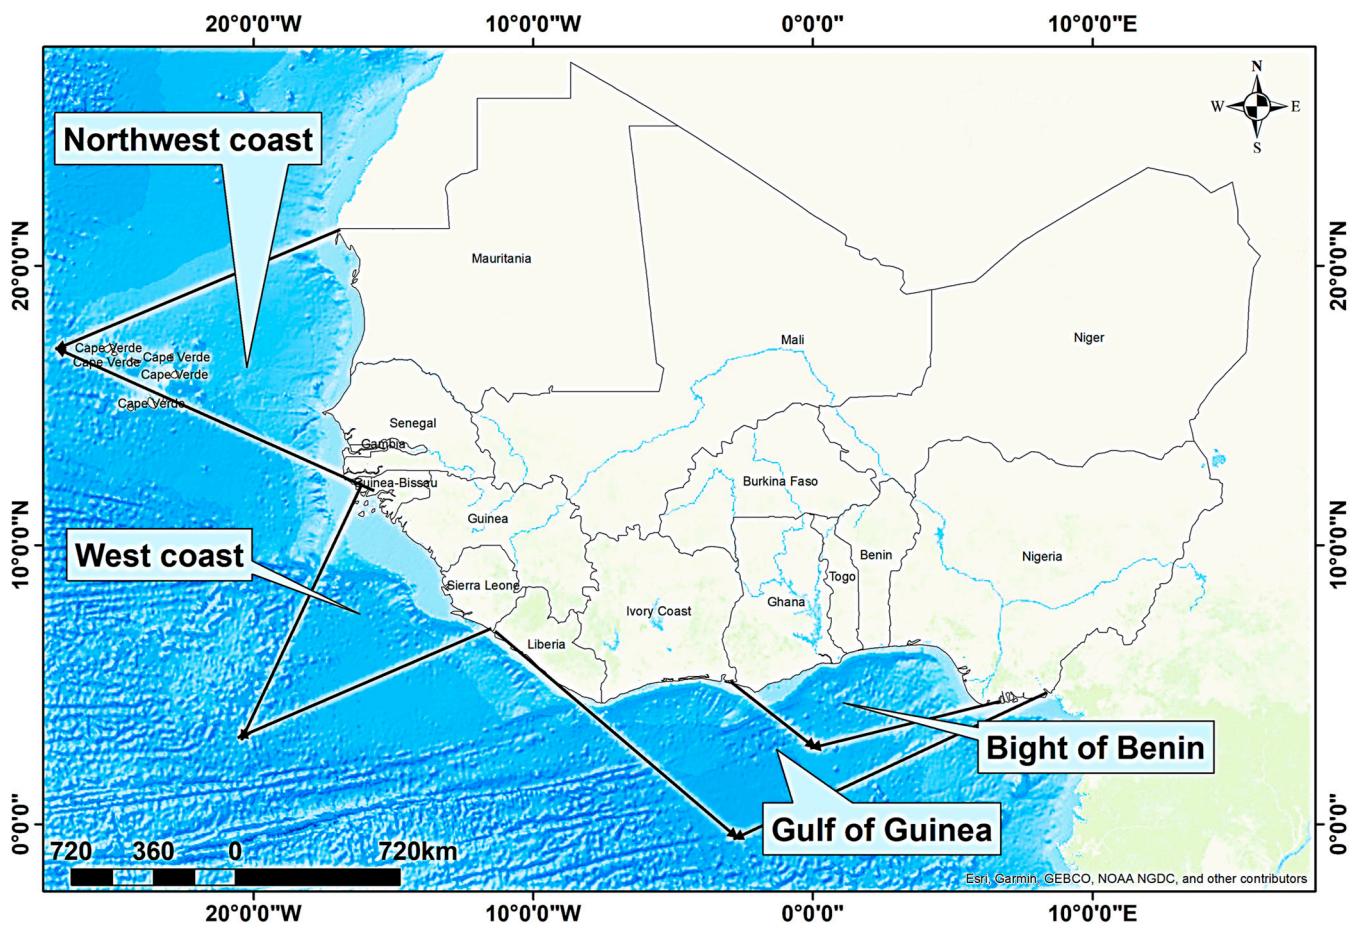 20°0'0"W 10°0'0"W 0°0'0" 10°0'0"E
N
W E
S
Northwest coast
20°0'0"N 20°0'0"N
Mauritania
Mali
Niger
Cape Verde
Cape Verde
Cape Verde
Cape Verde
Cape Verde
Senegal
Gambia
Guinea-Bissau
Burkina Faso
Guinea
10°0'0"N 10°0'0"N
West coast
Benin
Nigeria
Togo
Sierra Leone
Ghana
Ivory Coast
Liberia
Bight of Benin
Gulf of Guinea
0°0'0" 0°0'0"
720 360 0 720km
Esri, Garmin, GEBCO, NOAA NGDC, and other contributors
20°0'0"W 10°0'0"W 0°0'0" 10°0'0"E